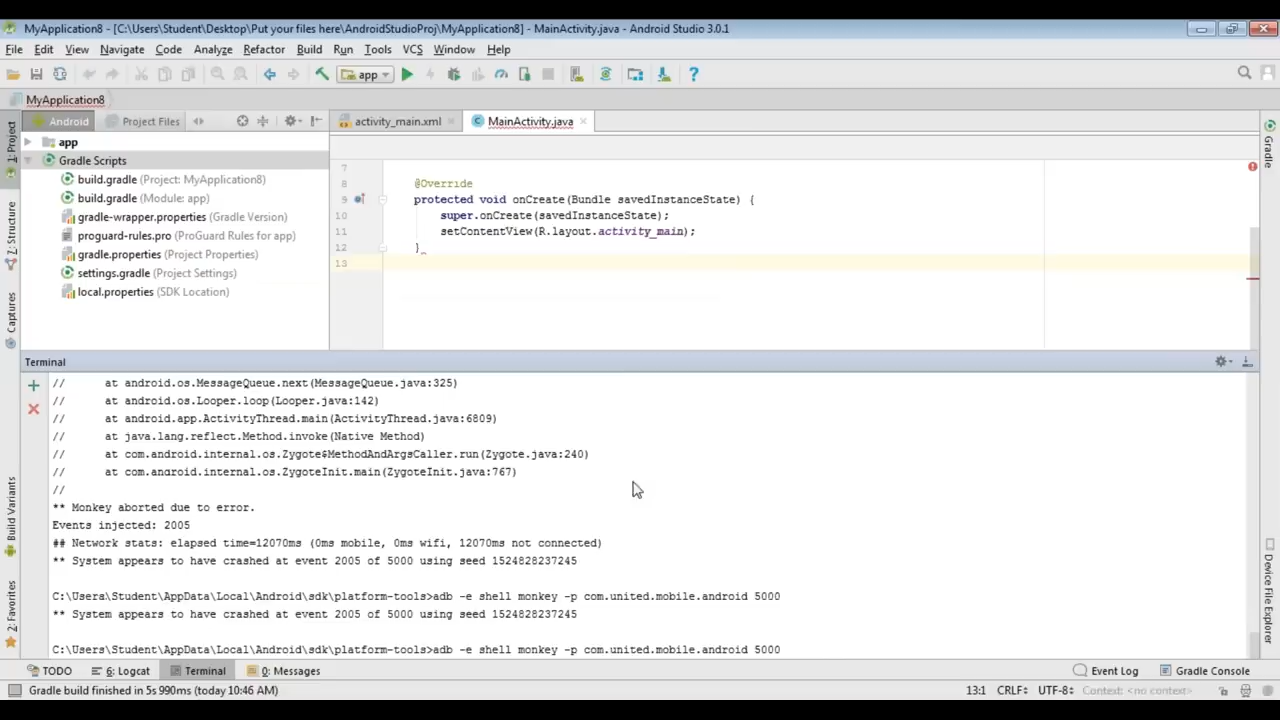 MyApplication8 - [C:\Users\Student\Desktop\Put your files here\AndroidStudioProj\MyApplication8] - MainActivity.java - Android Studio 3.0.1
File Edit View Navigate Code Analyze Refactor Build Run Tools VCS Window Help
app
MyApplication8
1: Project
Z: Structure
Captures
Build Variants
2: Favorites
Android Project Files
app
Gradle Scripts
build.gradle (Project: MyApplication8)
build.gradle (Module: app)
gradle-wrapper.properties (Gradle Version)
proguard-rules.pro (ProGuard Rules for app)
gradle.properties (Project Properties)
settings.gradle (Project Settings)
local.properties (SDK Location)
activity_main.xml MainActivity.java
7
8 @Override
9 protected void onCreate(Bundle savedInstanceState) {
10 super.onCreate(savedInstanceState);
11 setContentView(R.layout.activity_main);
12 }
13
Gradle
Device File Explorer
Terminal
// at android.os.MessageQueue.next(MessageQueue.java:325)
// at android.os.Looper.loop(Looper.java:142)
// at android.app.ActivityThread.main(ActivityThread.java:6809)
// at java.lang.reflect.Method.invoke(Native Method)
// at com.android.internal.os.Zygote$MethodAndArgsCaller.run(Zygote.java:240)
// at com.android.internal.os.ZygoteInit.main(ZygoteInit.java:767)
//
** Monkey aborted due to error.
Events injected: 2005
## Network stats: elapsed time=12070ms (0ms mobile, 0ms wifi, 12070ms not connected)
** System appears to have crashed at event 2005 of 5000 using seed 1524828237245
C:\Users\Student\AppData\Local\Android\sdk\platform-tools>adb -e shell monkey -p com.united.mobile.android 5000
** System appears to have crashed at event 2005 of 5000 using seed 1524828237245
C:\Users\Student\AppData\Local\Android\sdk\platform-tools>adb -e shell monkey -p com.united.mobile.android 5000
TODO 6: Logcat Terminal 0: Messages Event Log Gradle Console
Gradle build finished in 5s 990ms (today 10:46 AM) 13:1 CRLF UTF-8 Context: <no context>